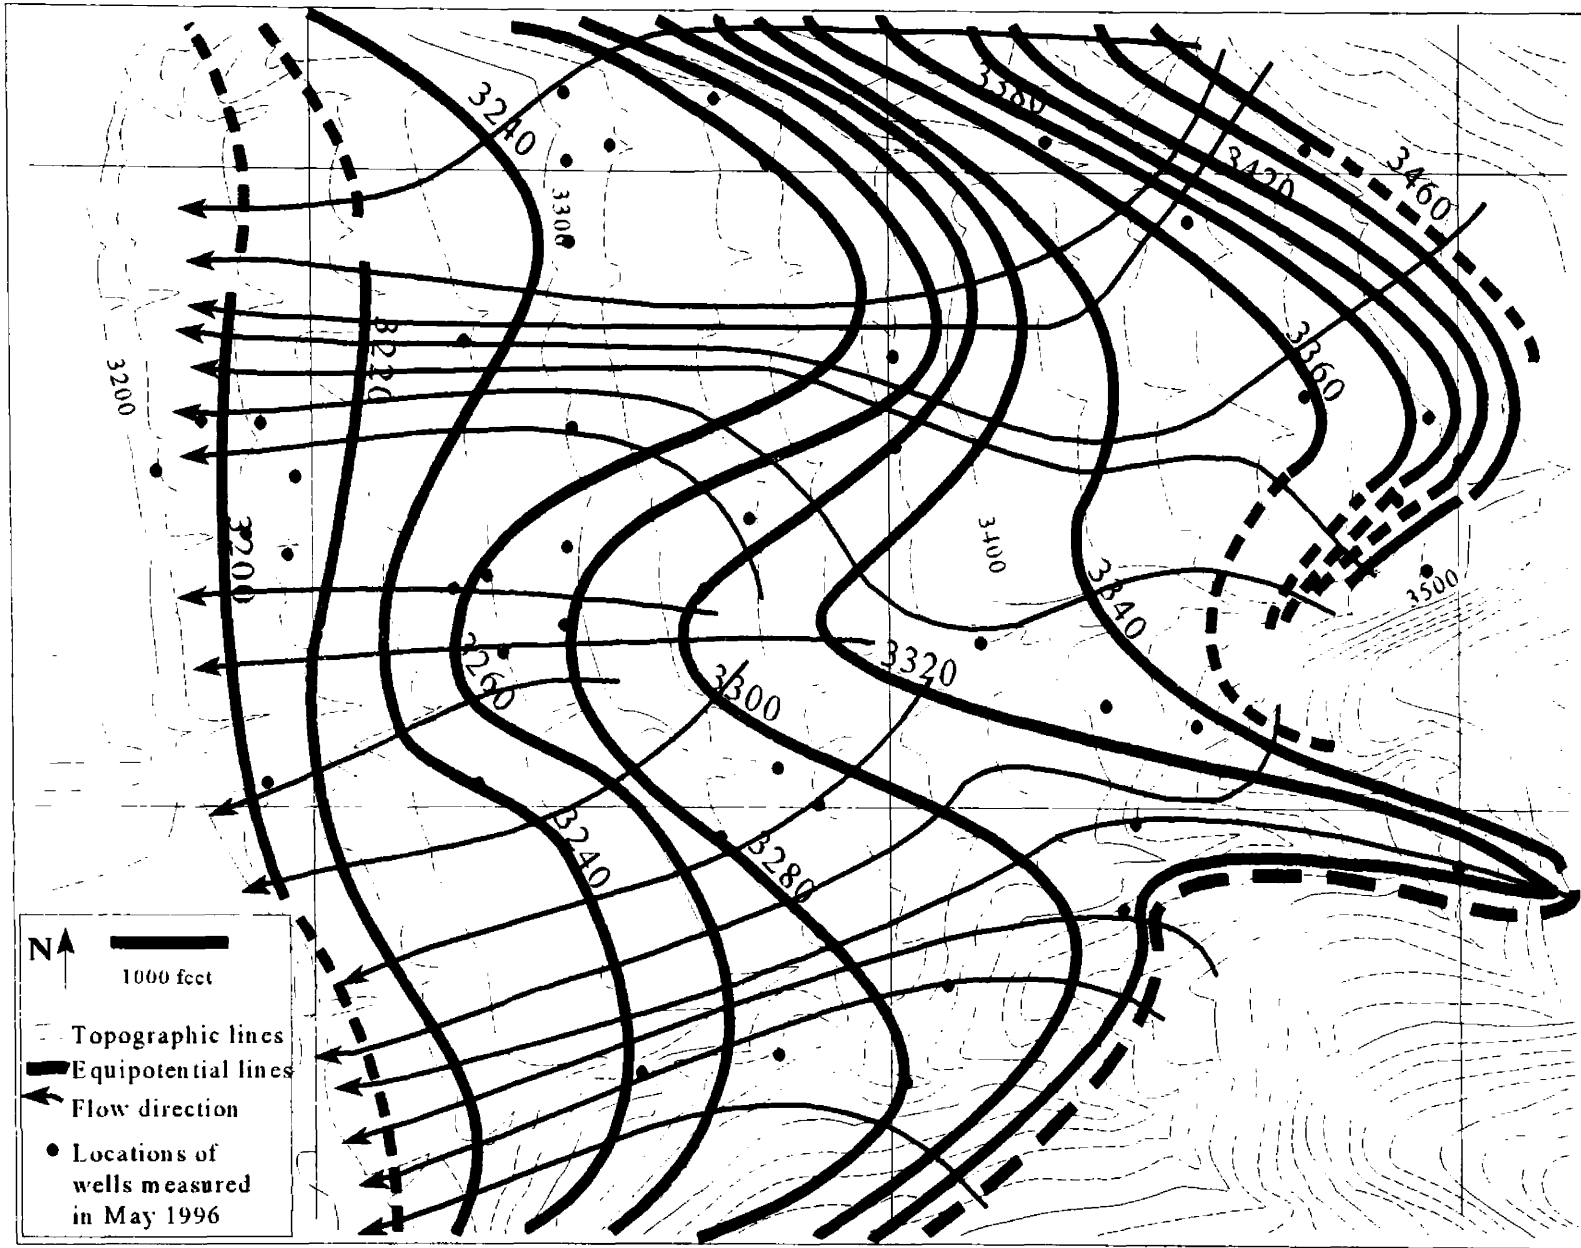 3240
3380
3420
3460
3300
3220
3360
3200
3200
3400
3340
3500
3260
3300
3320
3240
3280
N
1000 feet
Topographic lines
Equipotential lines
Flow direction
Locations of
wells measured
in May 1996